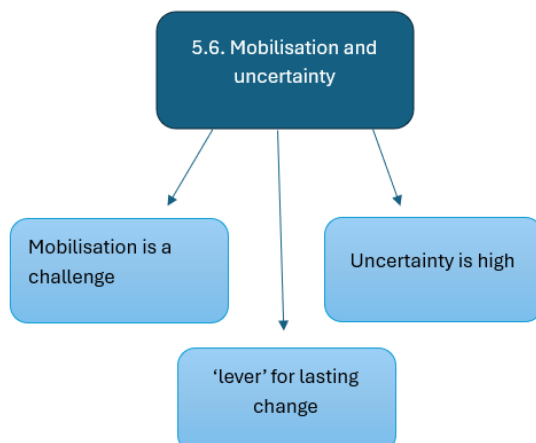 5.6. Mobilisation and
uncertainty
Mobilisation is a
challenge
Uncertainty is high
‘lever’ for lasting
change